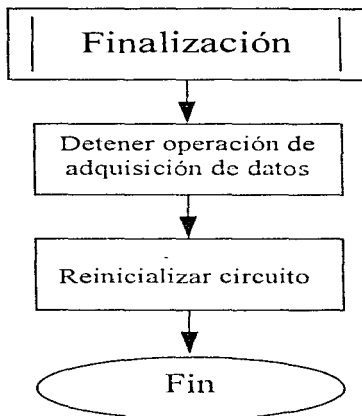 Finalización
Detener operación de
adquisición de datos
Reinicializar circuito
Fin